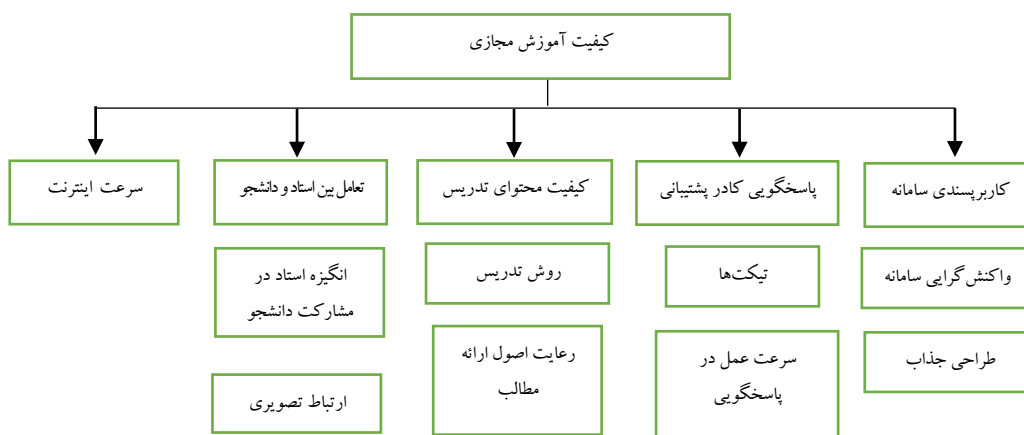 کیفیت آموزش مجازی
کاربرپسندی سامانه
پاسخگویی کادر پشتیبانی
کیفیت محتوای تدریس
تعامل بین استاد و دانشجو
سرعت اینترنت
واکنش‌گرایی سامانه
تیکت‌ها
روش تدریس
انگیزه استاد در
مشارکت دانشجو
طراحی جذاب
سرعت عمل در
پاسخگویی
رعایت اصول ارائه
مطالب
ارتباط تصویری